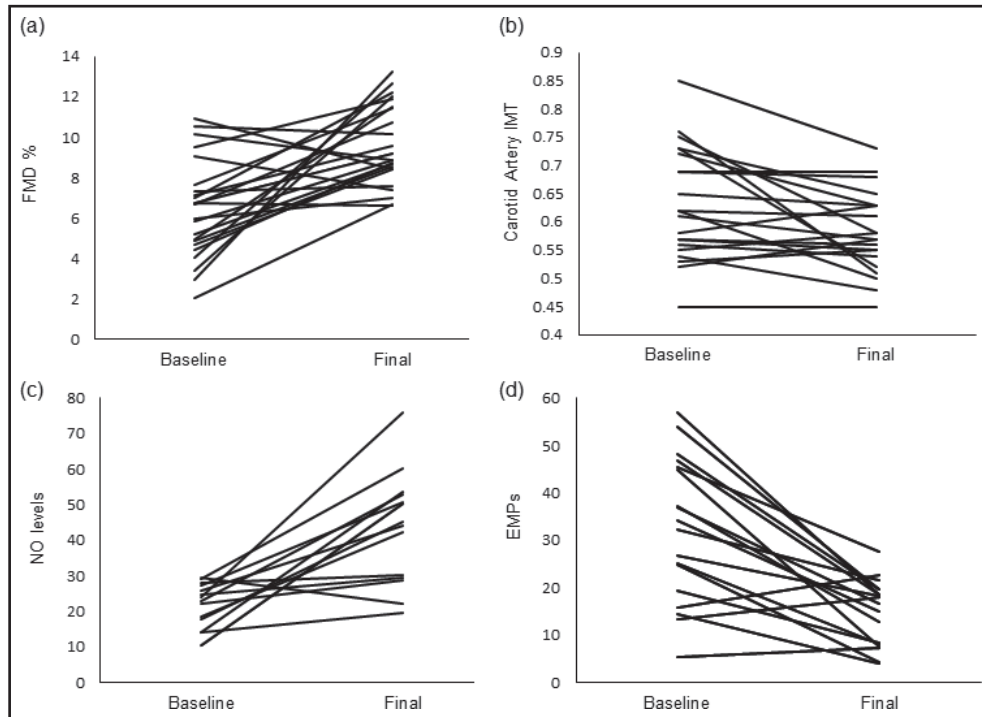 (a)
FMD %
14
12
10
8
6
4
2
0
Baseline Final
(b)
Carotid Artery IMT
0.9
0.85
0.8
0.75
0.7
0.65
0.6
0.55
0.5
0.45
0.4
Baseline Final
(c)
NO levels
80
70
60
50
40
30
20
10
0
Baseline Final
(d)
EMPs
60
50
40
30
20
10
0
Baseline Final